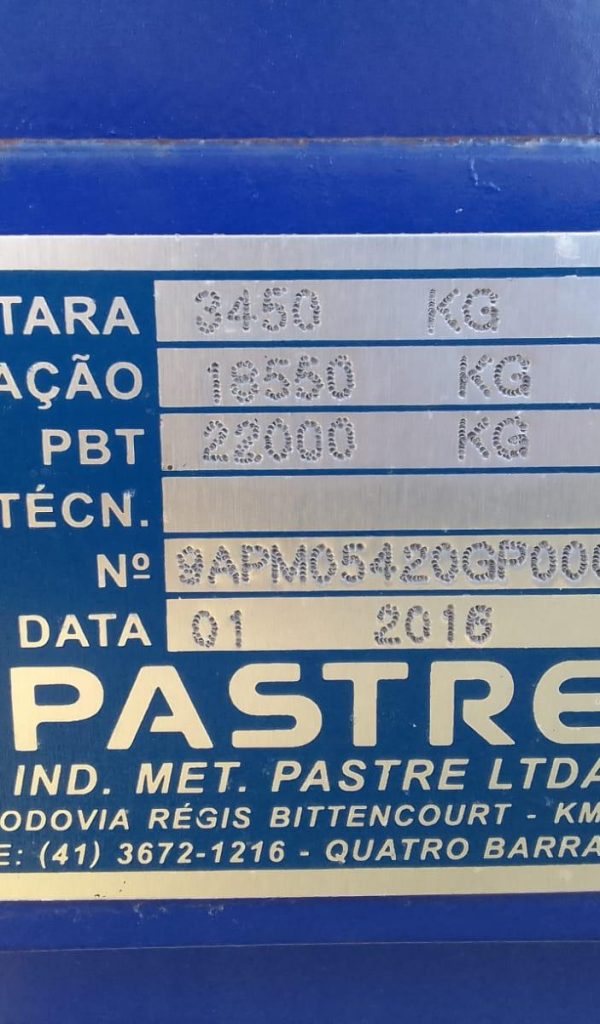 TARA 3450 KG
AÇÃO 18550 KG
PBT 22000 KG
TÉCN.
Nº 9APM05420GP000
DATA 01 2016
PASTRE
IND. MET. PASTRE LTDA
ODOVIA RÉGIS BITTENCOURT - KM
E: (41) 3672-1216 - QUATRO BARRA